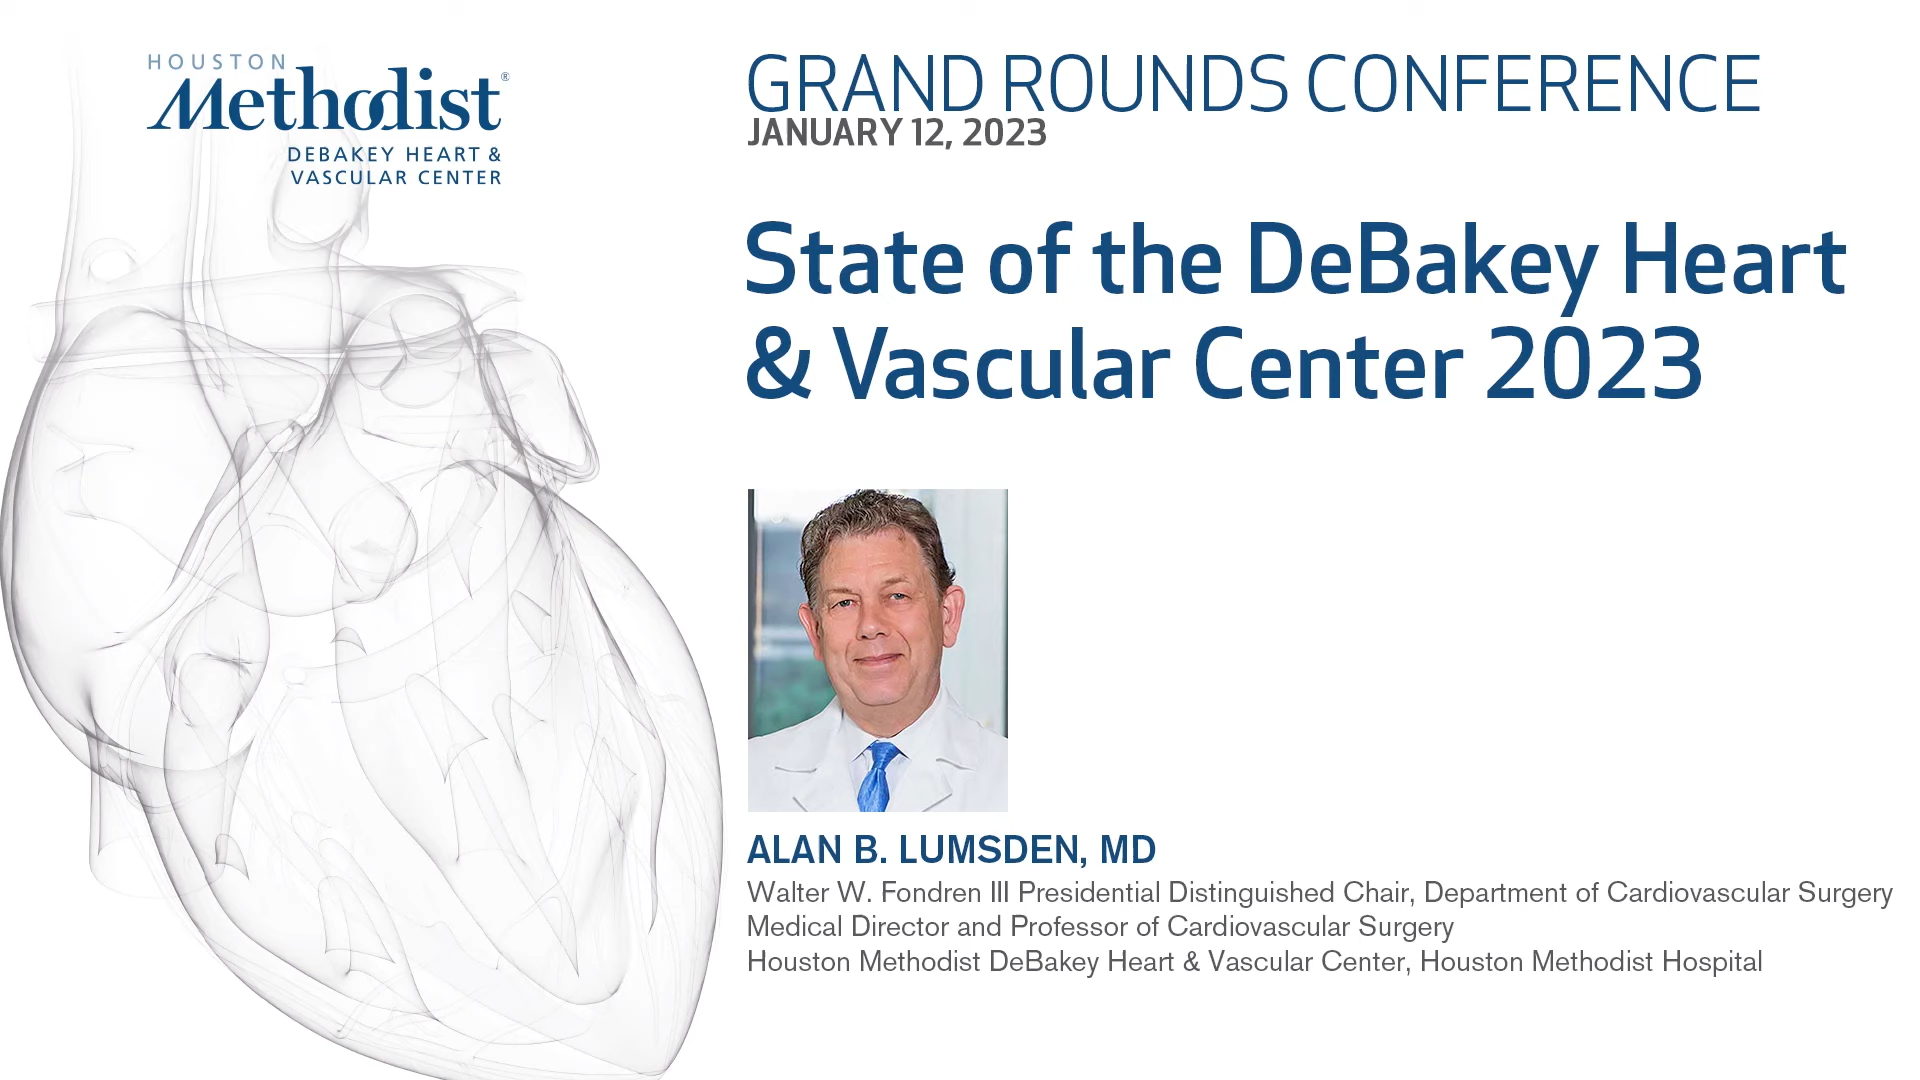 HOUSTON
Methodist®
DEBAKEY HEART &
VASCULAR CENTER
GRAND ROUNDS CONFERENCE
JANUARY 12, 2023
State of the DeBakey Heart
& Vascular Center 2023
ALAN B. LUMSDEN, MD
Walter W. Fondren III Presidential Distinguished Chair, Department of Cardiovascular Surgery
Medical Director and Professor of Cardiovascular Surgery
Houston Methodist DeBakey Heart & Vascular Center, Houston Methodist Hospital